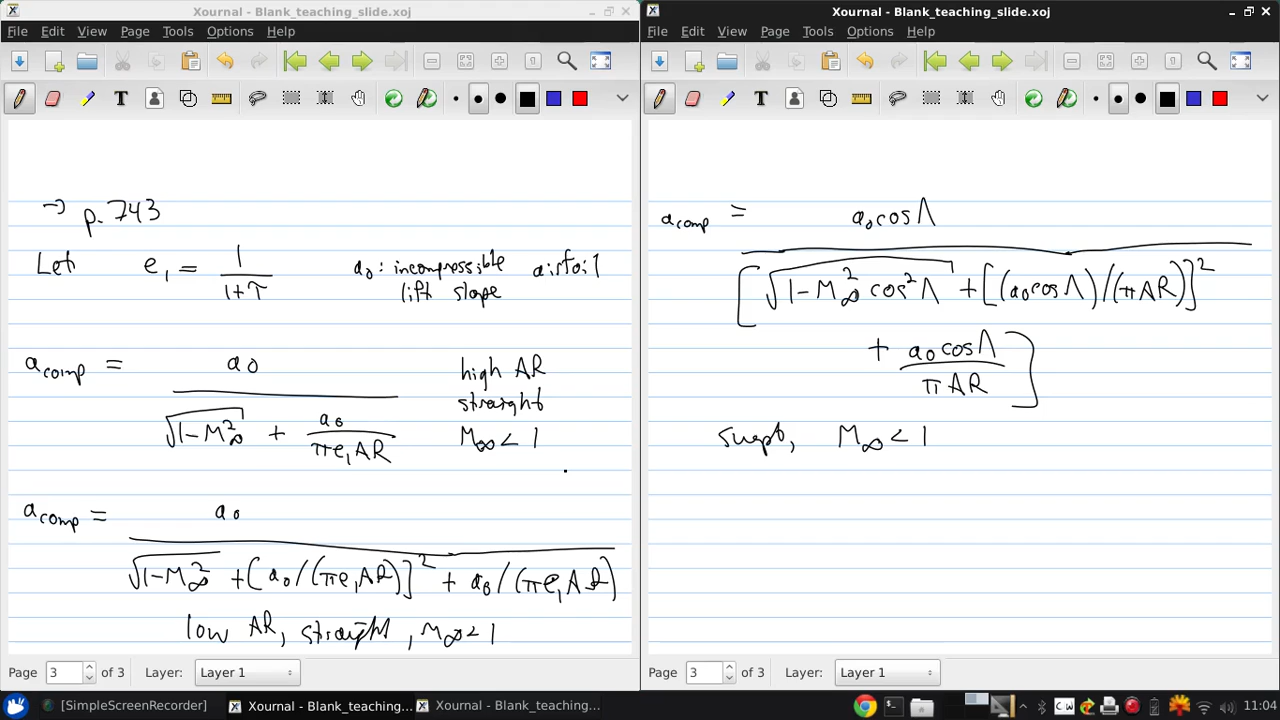 Xournal - Blank_teaching_slide.xoj
File Edit View Page Tools Options Help
→ p. 743
Let e₁ = 1/(1+τ) a₀: incompressible airfoil
lift slope
a_comp = a₀ / (√(1-M∞²) + a₀/(πe₁AR))
high AR
straight
M∞ < 1
a_comp = a₀ / (√(1-M∞²) + [a₀/(πe₁AR)]² + a₀/(πe₁AR))
low AR, straight, M∞ < 1
Page 3 of 3 Layer: Layer 1
Xournal - Blank_teaching_slide.xoj
File Edit View Page Tools Options Help
a_comp = a₀cosΛ / [√(1-M∞² cos²Λ) + [(a₀cosΛ)/(πAR)]²
+ a₀cosΛ/(πAR)]
swept, M∞ < 1
Page 3 of 3 Layer: Layer 1
[SimpleScreenRecorder] Xournal - Blank_teaching_... Xournal - Blank_teaching_... CW 11:04